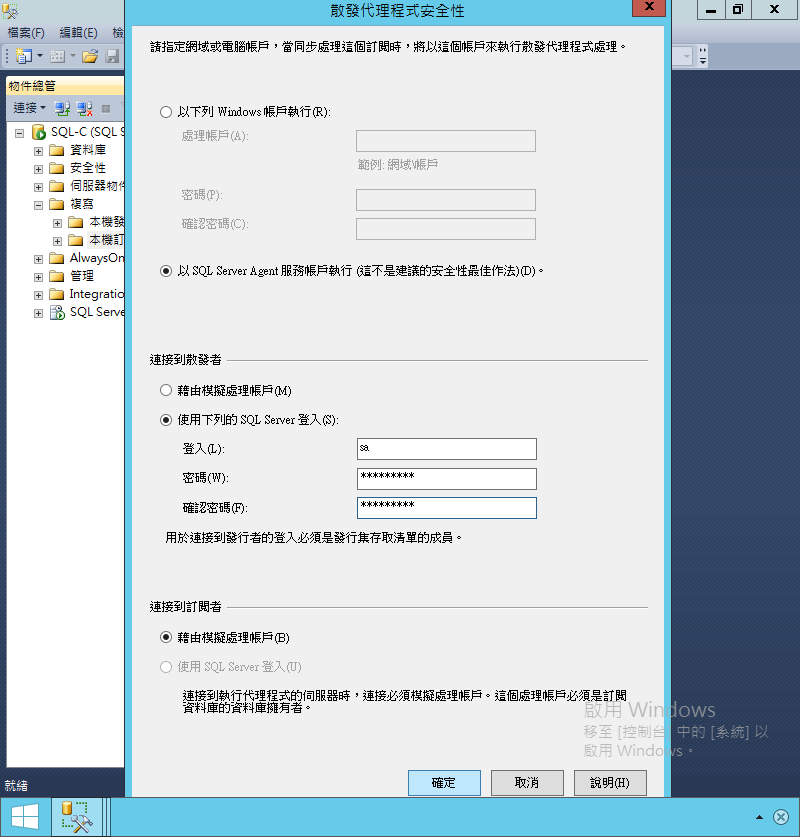 散發代理程式安全性
檔案(F) 編輯(E) 檢
物件總管
連接
SQL-C (SQL S
資料庫
安全性
伺服器物件
複寫
本機發
本機訂
AlwaysOn
管理
Integratio
SQL Serve
請指定網域或電腦帳戶，當同步處理這個訂閱時，將以這個帳戶來執行散發代理程式處理。
以下列 Windows 帳戶執行(R):
處理帳戶(A):
範例: 網域\帳戶
密碼(P):
確認密碼(C):
以 SQL Server Agent 服務帳戶執行 (這不是建議的安全性最佳作法)(D)。
連接到散發者
藉由模擬處理帳戶(M)
使用下列的 SQL Server 登入(S):
登入(L): sa
密碼(W): *********
確認密碼(F): *********
用於連接到發行者的登入必須是發行集存取清單的成員。
連接到訂閱者
藉由模擬處理帳戶(B)
使用 SQL Server 登入(U)
連接到執行代理程式的伺服器時，連接必須模擬處理帳戶。這個處理帳戶必須是訂閱
資料庫的資料庫擁有者。
啟用 Windows
移至 [控制台] 中的 [系統] 以
啟用 Windows。
確定 取消 說明(H)
就緒